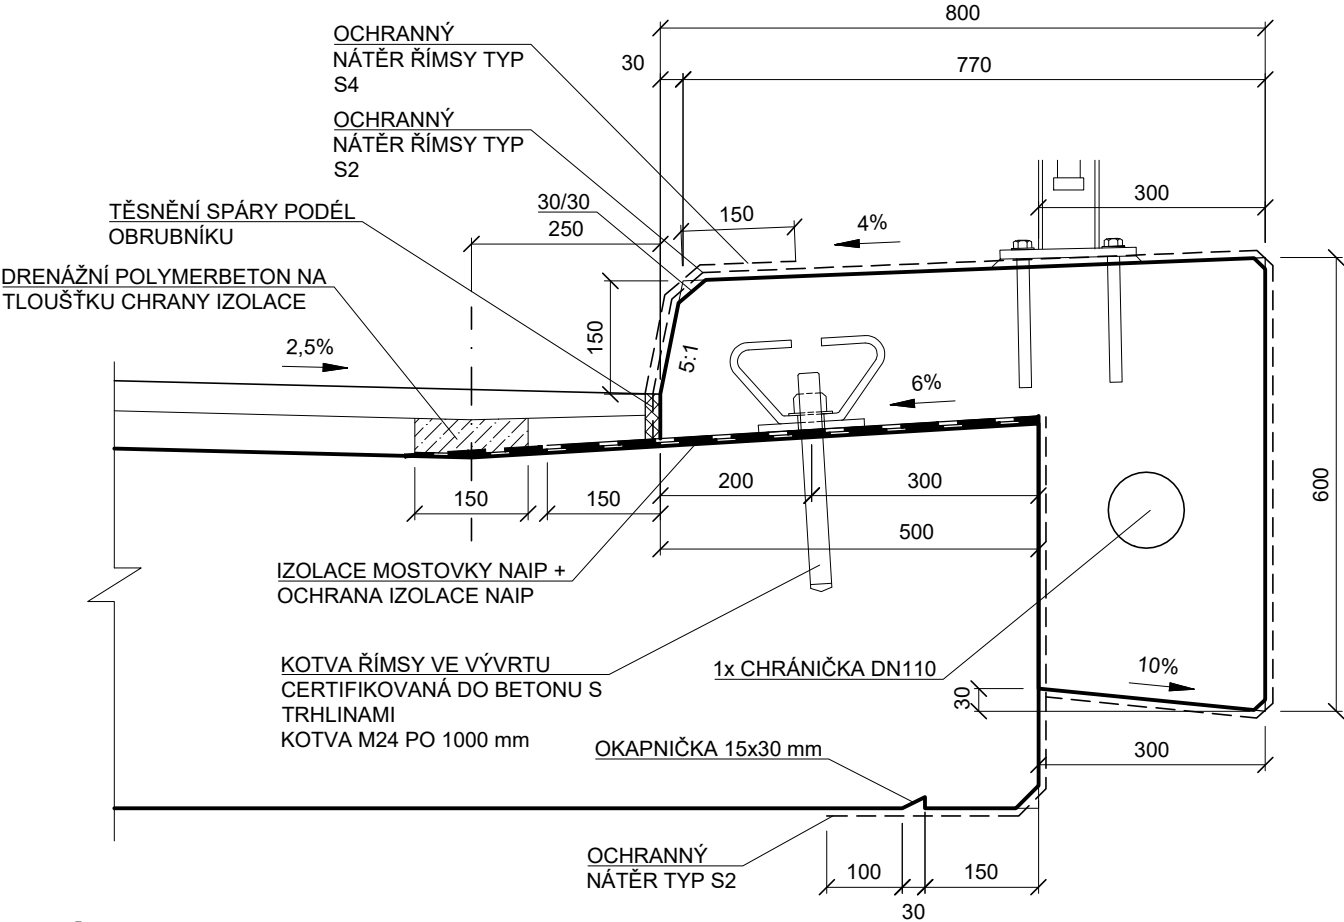 800
OCHRANNÝ
NÁTĚR ŘÍMSY TYP
S4
30
770
OCHRANNÝ
NÁTĚR ŘÍMSY TYP
S2
TĚSNĚNÍ SPÁRY PODÉL
OBRUBNÍKU
30/30
250
150
4%
300
DRENÁŽNÍ POLYMERBETON NA
TLOUŠŤKU CHRANY IZOLACE
2,5%
150
5:1
6%
150
150
200
300
500
600
IZOLACE MOSTOVKY NAIP +
OCHRANA IZOLACE NAIP
KOTVA ŘÍMSY VE VÝVRTU
CERTIFIKOVANÁ DO BETONU S
TRHLINAMI
KOTVA M24 PO 1000 mm
1x CHRÁNIČKA DN110
10%
30
300
OKAPNIČKA 15x30 mm
OCHRANNÝ
NÁTĚR TYP S2
100
150
30